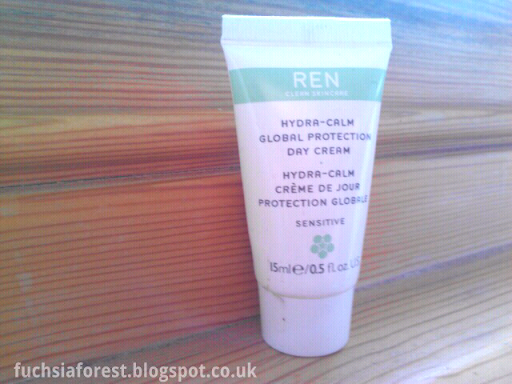 REN
CLEAN SKINCARE
HYDRA-CALM
GLOBAL PROTECTION
DAY CREAM
HYDRA-CALM
CRÈME DE JOUR
PROTECTION GLOBALE
SENSITIVE
15ml℮/0.5 fl.oz. US
fuchsiaforest.blogspot.co.uk